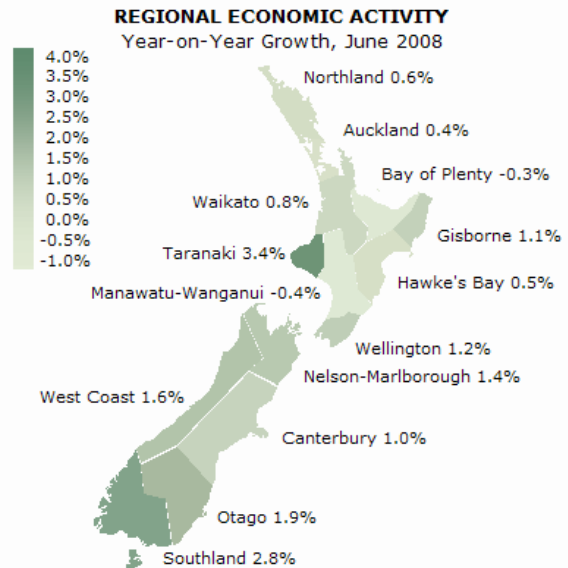 REGIONAL ECONOMIC ACTIVITY
Year-on-Year Growth, June 2008
4.0%
3.5%
3.0%
2.5%
2.0%
1.5%
1.0%
0.5%
0.0%
-0.5%
-1.0%
Northland 0.6%
Auckland 0.4%
Bay of Plenty -0.3%
Waikato 0.8%
Gisborne 1.1%
Taranaki 3.4%
Hawke's Bay 0.5%
Manawatu-Wanganui -0.4%
Wellington 1.2%
Nelson-Marlborough 1.4%
West Coast 1.6%
Canterbury 1.0%
Otago 1.9%
Southland 2.8%